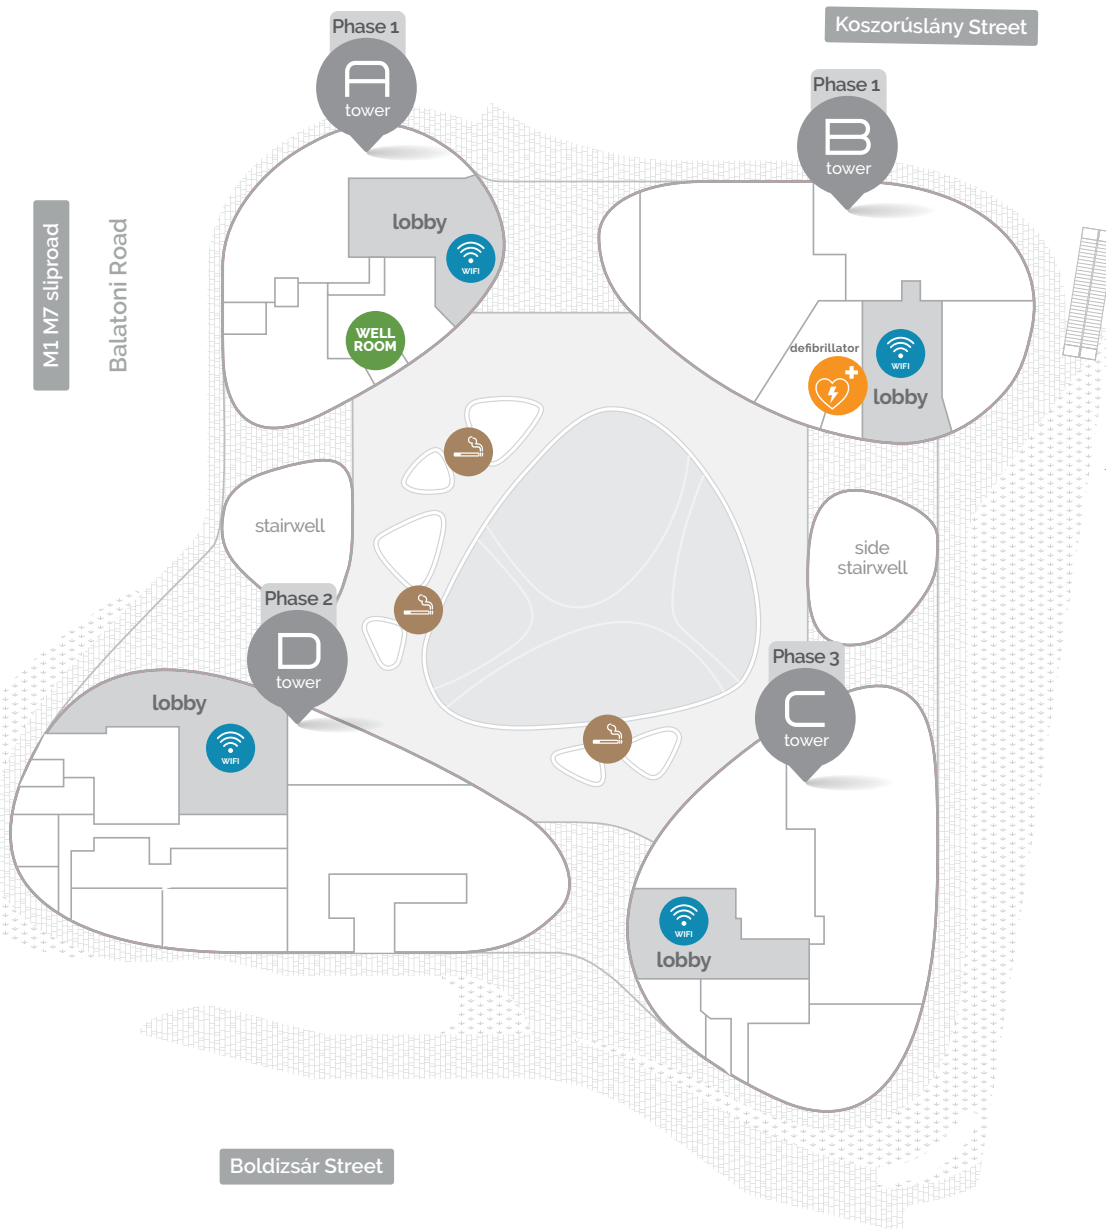 Phase 1
A
tower
Koszorúslány Street
Phase 1
B
tower
lobby
WIFI
M1 M7 sliproad
Balatoni Road
WELL
ROOM
defibrillator
WIFI
lobby
stairwell
side
stairwell
Phase 2
D
tower
Phase 3
C
tower
lobby
WIFI
WIFI
lobby
Boldizsár Street